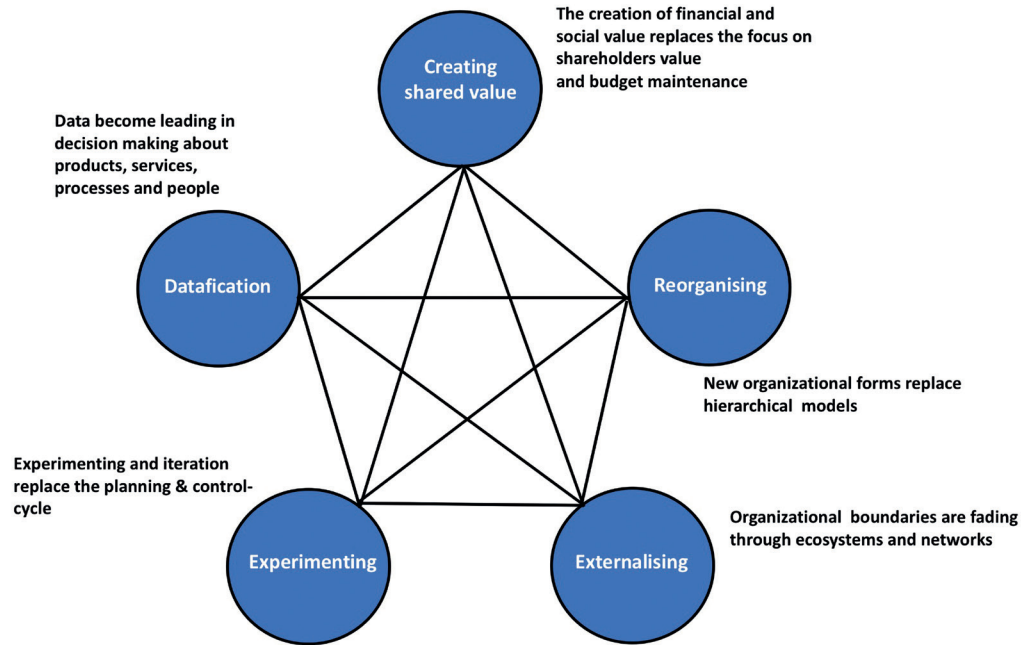 The creation of financial and
social value replaces the focus on
shareholders value
and budget maintenance
Creating
shared value
Data become leading in
decision making about
products, services,
processes and people
Datafication
Reorganising
New organizational forms replace
hierarchical models
Experimenting and iteration
replace the planning & control-
cycle
Experimenting
Externalising
Organizational boundaries are fading
through ecosystems and networks